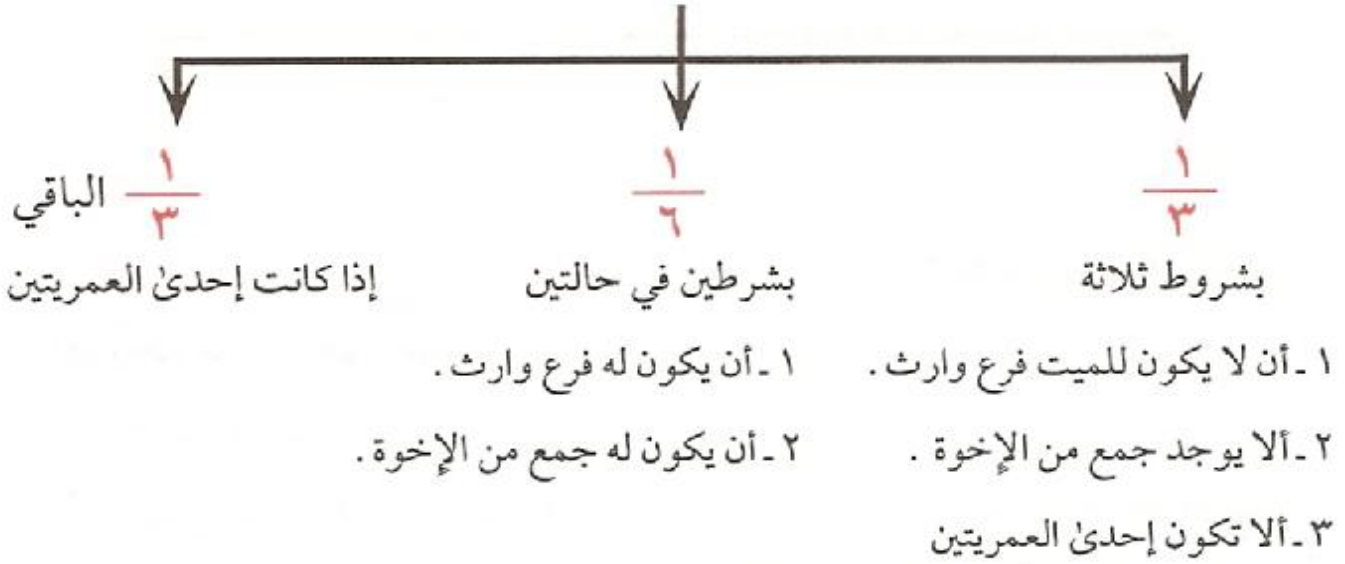 ١/٣
١/٦
١/٣ الباقي
بشروط ثلاثة
بشرطين في حالتين
إذا كانت إحدىٰ العمريتين
١ ـ أن لا يكون للميت فرع وارث .
١ ـ أن يكون له فرع وارث .
٢ ـ ألا يوجد جمع من الإخوة .
٢ ـ أن يكون له جمع من الإخوة .
٣ ـ ألا تكون إحدىٰ العمريتين